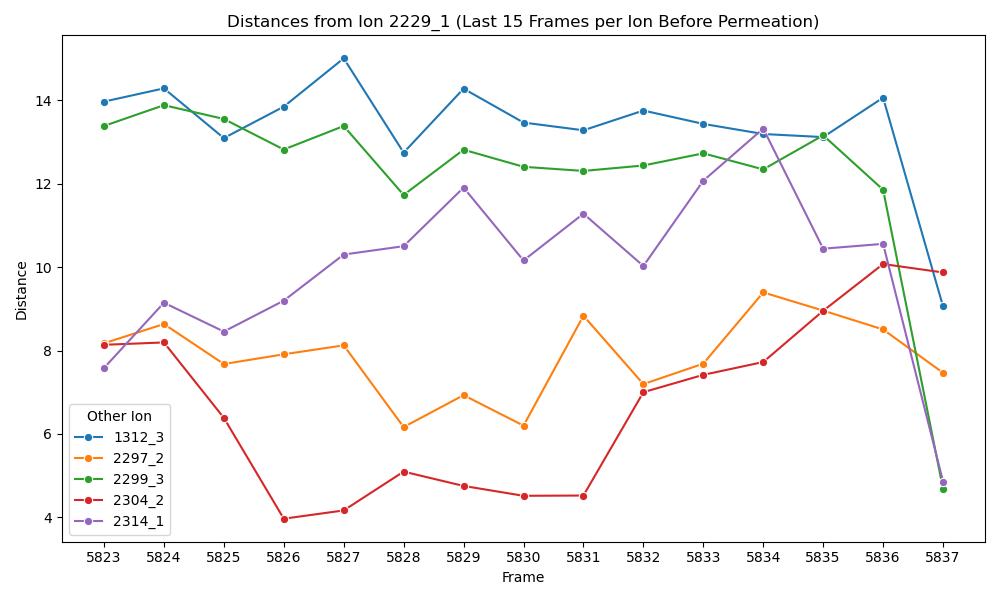 Distances from Ion 2229_1 (Last 15 Frames per Ion Before Permeation)
Distance
14
12
10
8
6
4
Other Ion
1312_3
2297_2
2299_3
2304_2
2314_1
5823 5824 5825 5826 5827 5828 5829 5830 5831 5832 5833 5834 5835 5836 5837
Frame